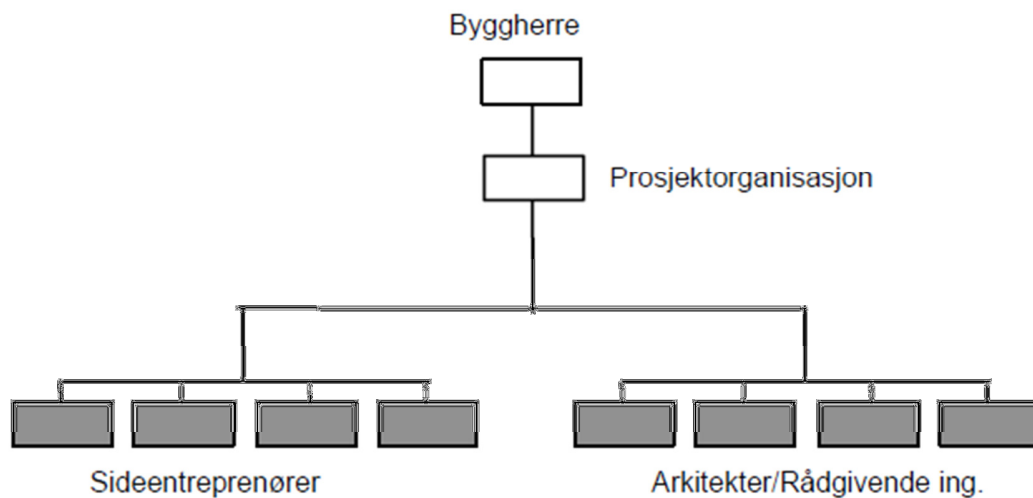 Byggherre
Prosjektorganisasjon
Sideentreprenører
Arkitekter/Rådgivende ing.